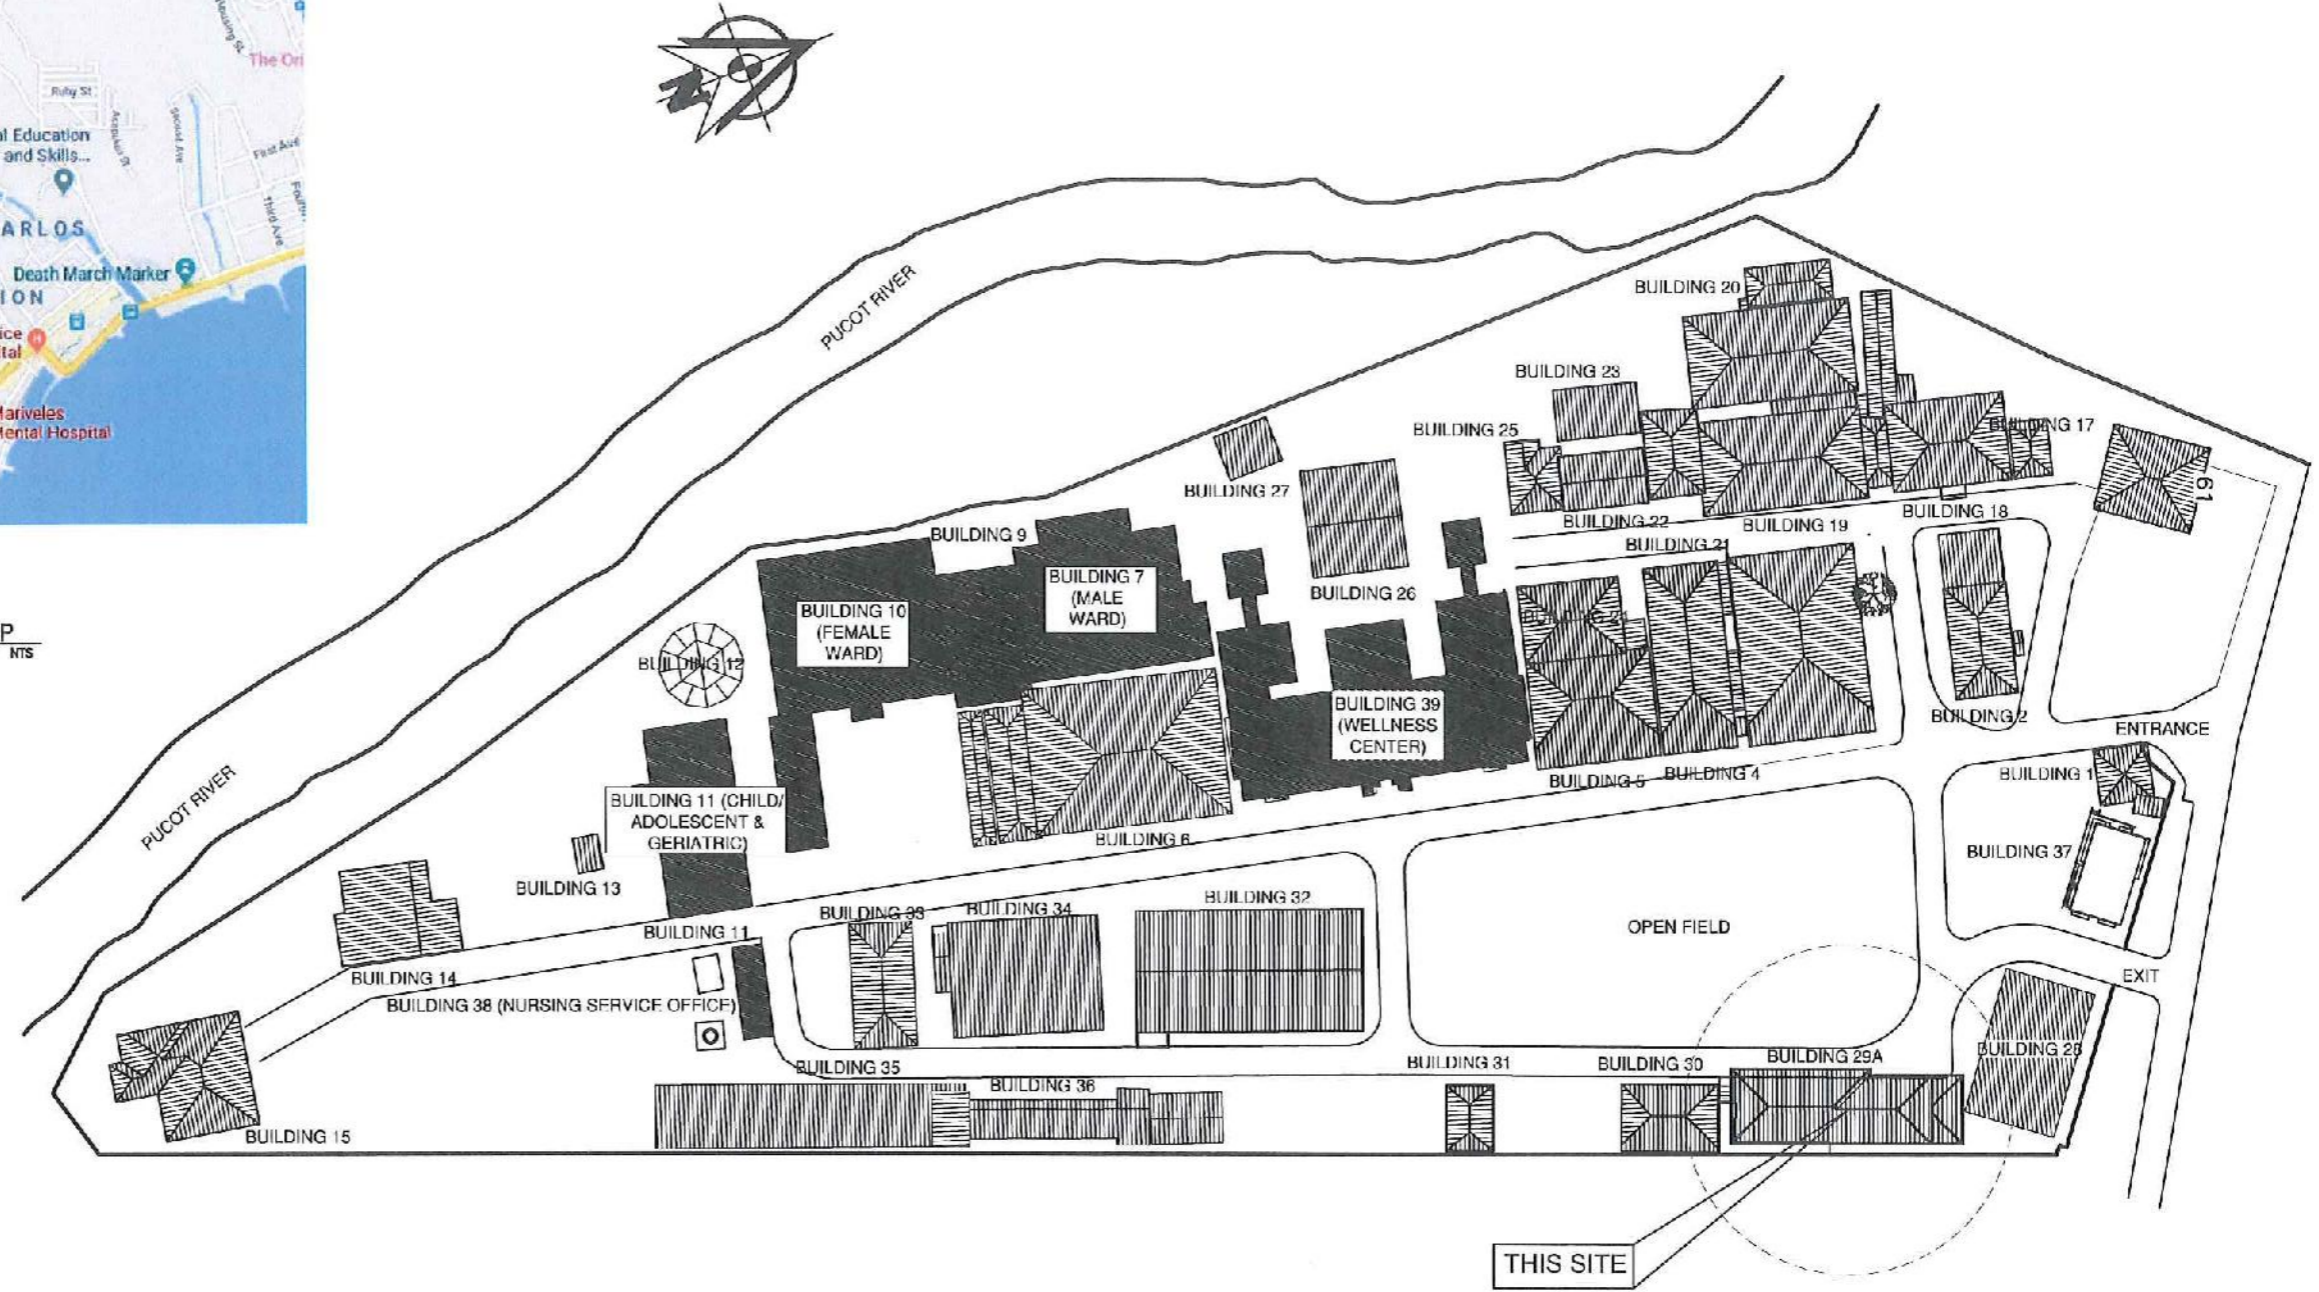 Ruby St
Acapulco St
Second Ave
First Ave
Third Ave
The Ori
al Education
and Skills...
ARLOS
Death March Marker
ION
ice
ital
H
Mariveles
Mental Hospital
P
NTS
N
PUCOT RIVER
PUCOT RIVER
BUILDING 20
BUILDING 23
BUILDING 25
BUILDING 17
BUILDING 27
BUILDING 22
BUILDING 19
BUILDING 18
61
BUILDING 9
BUILDING 21
BUILDING 7
(MALE
WARD)
BUILDING 26
BUILDING 10
(FEMALE
WARD)
BUILDING 12
BUILDING 39
(WELLNESS
CENTER)
BUILDING 2
ENTRANCE
BUILDING 5
BUILDING 4
BUILDING 1
BUILDING 11 (CHILD/
ADOLESCENT &
GERIATRIC)
BUILDING 6
BUILDING 37
BUILDING 13
BUILDING 32
BUILDING 33
BUILDING 34
OPEN FIELD
BUILDING 11
BUILDING 14
EXIT
BUILDING 38 (NURSING SERVICE OFFICE)
BUILDING 28
BUILDING 35
BUILDING 36
BUILDING 31
BUILDING 30
BUILDING 29A
BUILDING 15
THIS SITE